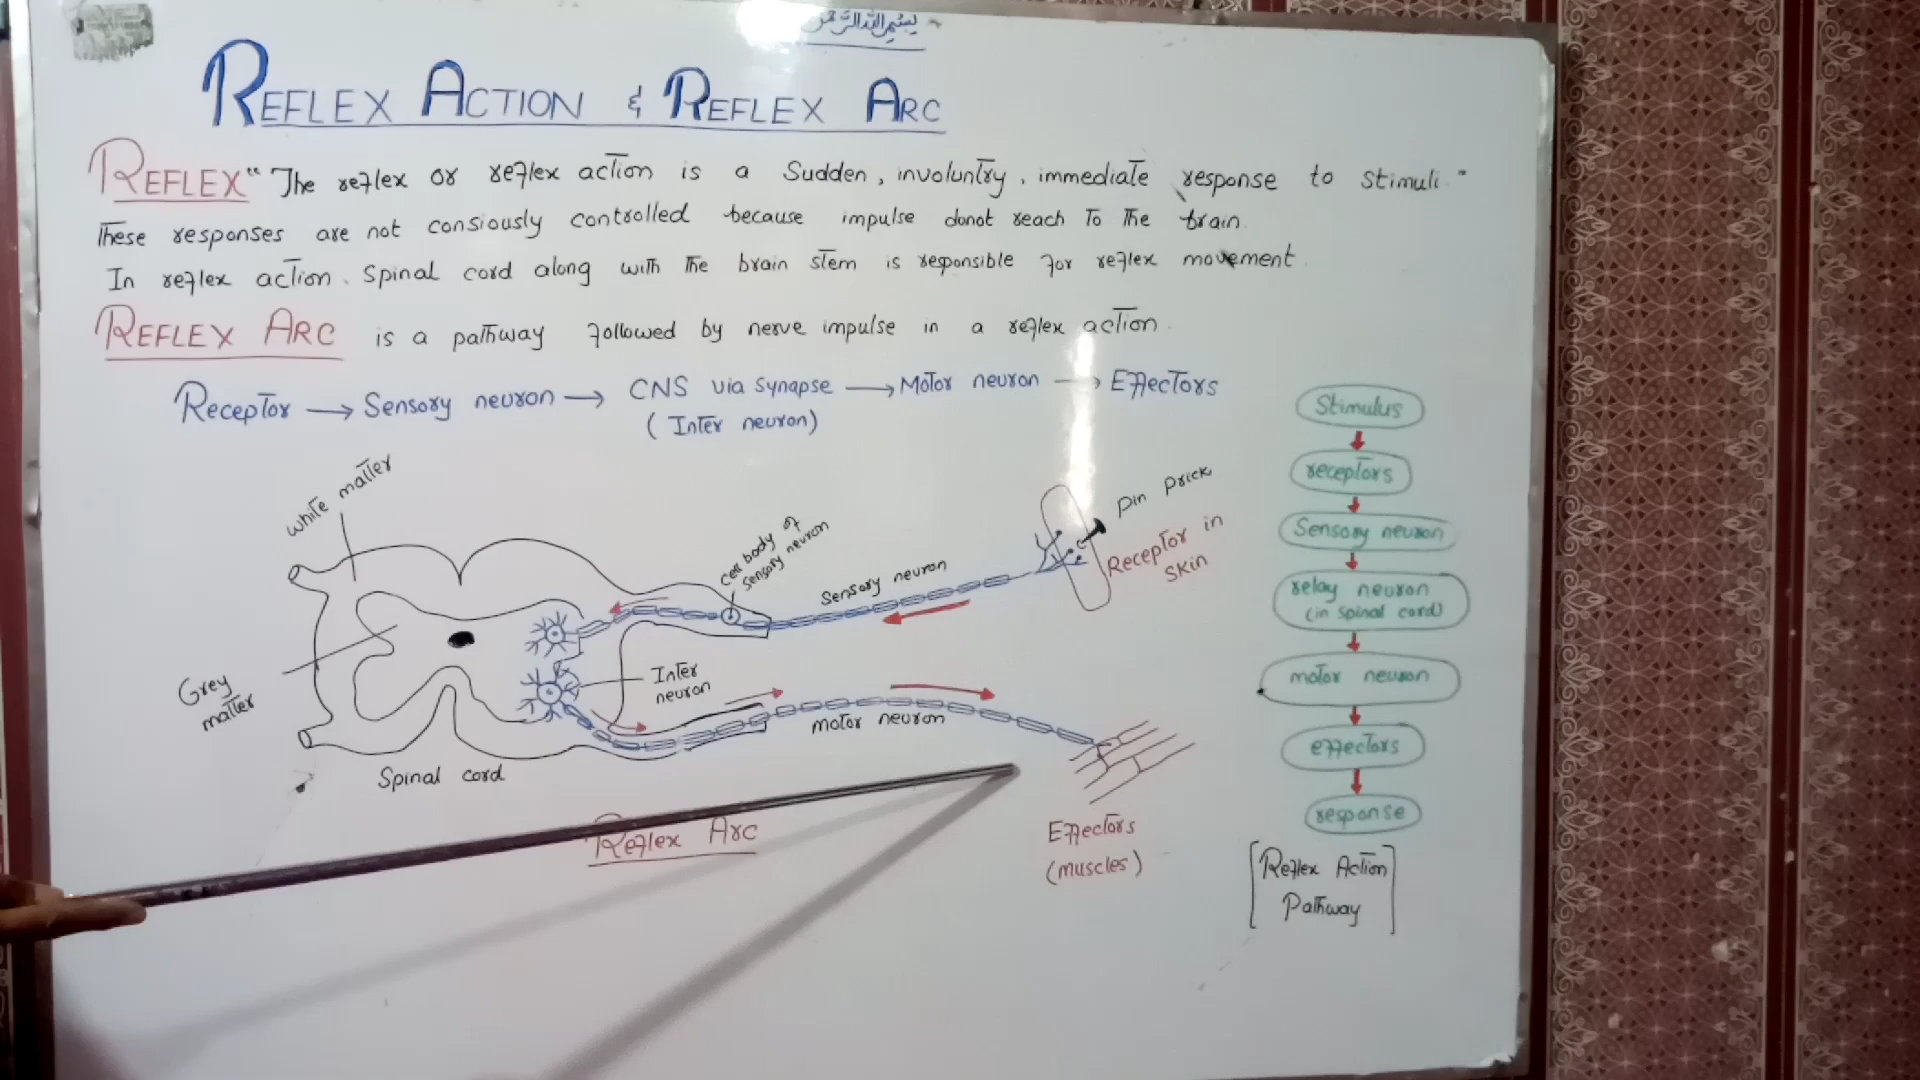 بسم اللہ الرحمن
REFLEX ACTION & REFLEX ARC
REFLEX " The reflex or reflex action is a Sudden, involuntry, immediate response to stimuli."
These responses are not consiously controlled because impulse donot reach to the brain.
In reflex action. Spinal cord along with the brain stem is responsible for reflex movement.
REFLEX ARC is a pathway followed by nerve impulse in a reflex action.
Receptor → Sensory neuron → CNS via synapse → Motor neuron → Effectors
(Inter neuron)
white matter
Grey matter
Spinal cord
cell body of
sensory neuron
Sensory neuron
Pin prick
Receptor in
skin
Inter
neuron
motor neuron
Reflex Arc
Effectors
(muscles)
Stimulus
receptors
Sensory neuron
relay neuron
(in spinal cord)
motor neuron
effectors
response
[Reflex Action
Pathway]